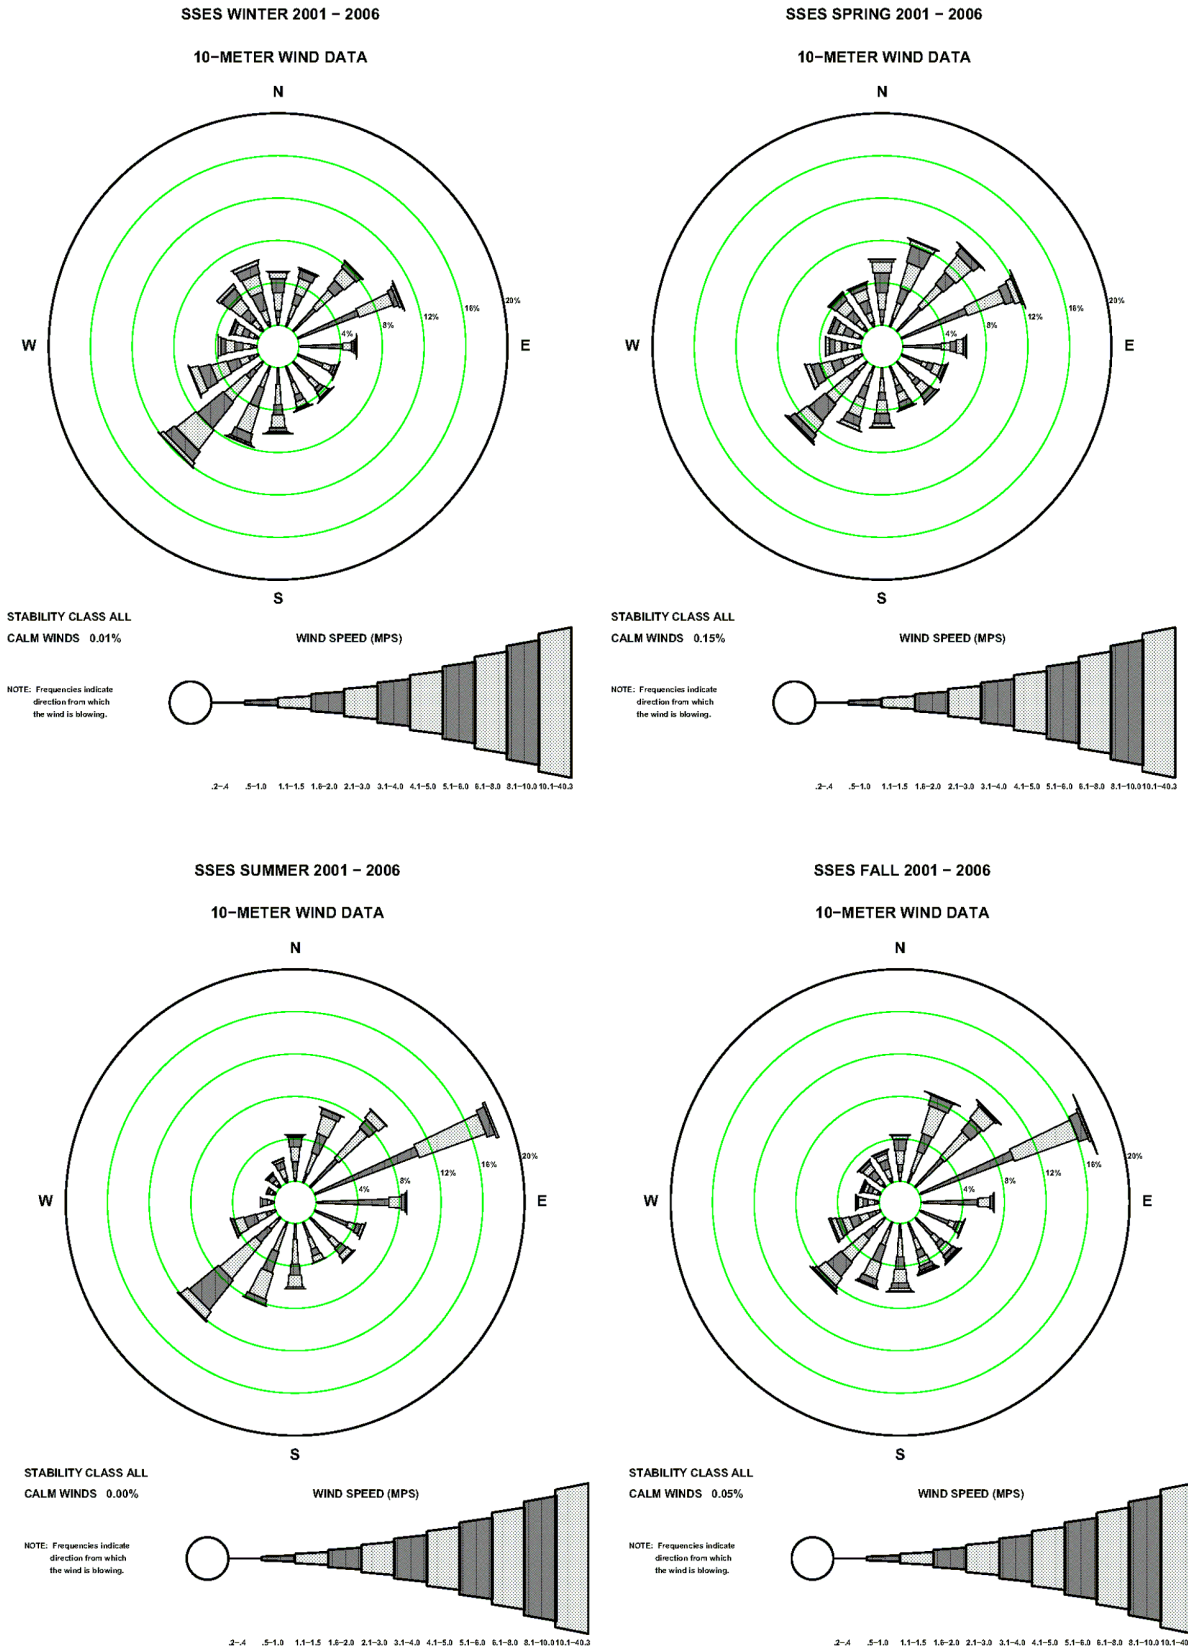 SSES WINTER 2001 – 2006
10–METER WIND DATA
N
W
E
S
4%
8%
12%
16%
20%
STABILITY CLASS ALL
CALM WINDS 0.01%
WIND SPEED (MPS)
NOTE: Frequencies indicate
direction from which
the wind is blowing.
.2–.4 .5–1.0 1.1–1.5 1.6–2.0 2.1–3.0 3.1–4.0 4.1–5.0 5.1–6.0 6.1–8.0 8.1–10.0 10.1–40.3
SSES SPRING 2001 – 2006
10–METER WIND DATA
N
W
E
S
4%
8%
12%
16%
20%
STABILITY CLASS ALL
CALM WINDS 0.15%
WIND SPEED (MPS)
NOTE: Frequencies indicate
direction from which
the wind is blowing.
.2–.4 .5–1.0 1.1–1.5 1.6–2.0 2.1–3.0 3.1–4.0 4.1–5.0 5.1–6.0 6.1–8.0 8.1–10.0 10.1–40.3
SSES SUMMER 2001 – 2006
10–METER WIND DATA
N
W
E
S
4%
8%
12%
16%
20%
STABILITY CLASS ALL
CALM WINDS 0.00%
WIND SPEED (MPS)
NOTE: Frequencies indicate
direction from which
the wind is blowing.
.2–.4 .5–1.0 1.1–1.5 1.6–2.0 2.1–3.0 3.1–4.0 4.1–5.0 5.1–6.0 6.1–8.0 8.1–10.0 10.1–40.3
SSES FALL 2001 – 2006
10–METER WIND DATA
N
W
E
S
4%
8%
12%
16%
20%
STABILITY CLASS ALL
CALM WINDS 0.05%
WIND SPEED (MPS)
NOTE: Frequencies indicate
direction from which
the wind is blowing.
.2–.4 .5–1.0 1.1–1.5 1.6–2.0 2.1–3.0 3.1–4.0 4.1–5.0 5.1–6.0 6.1–8.0 8.1–10.0